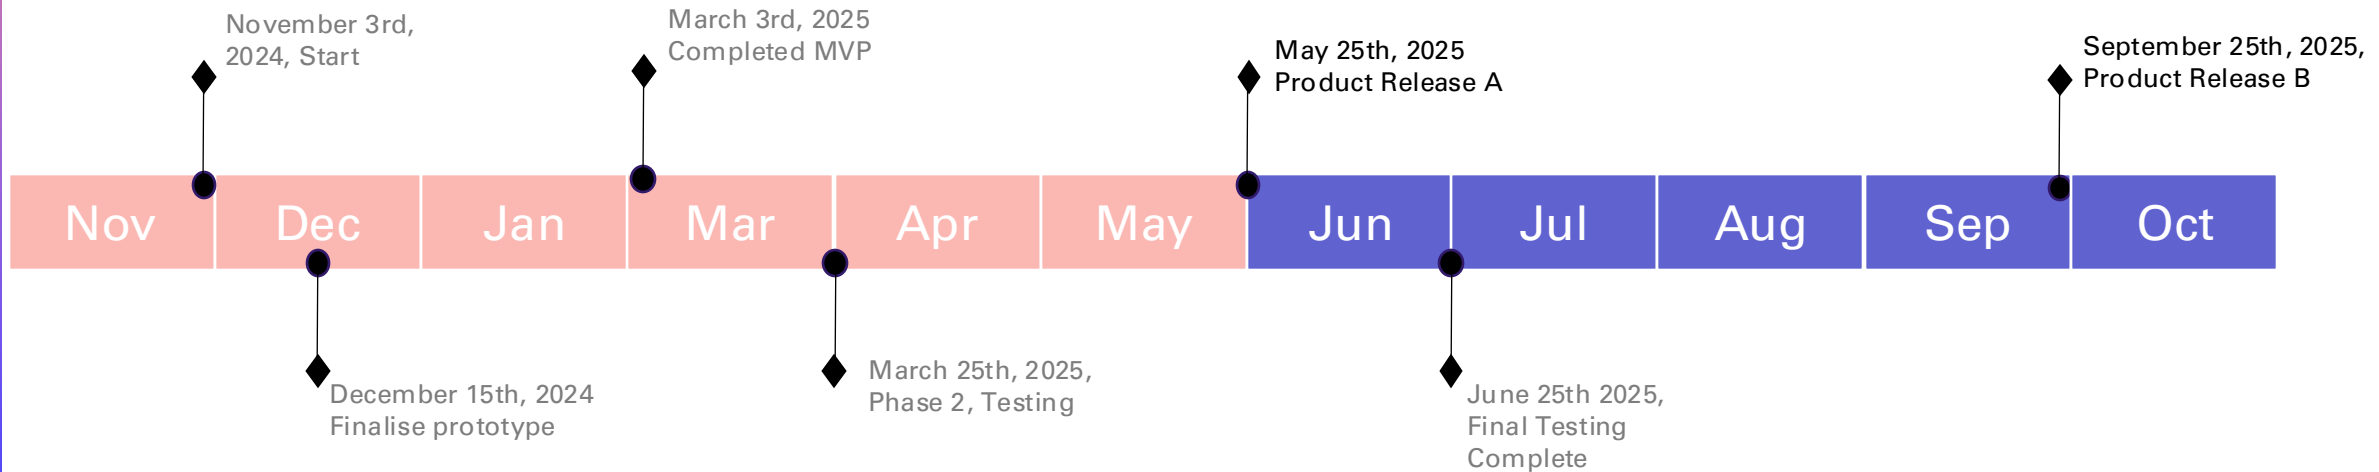 November 3rd,
2024, Start
March 3rd, 2025
Completed MVP
May 25th, 2025
Product Release A
September 25th, 2025,
Product Release B
Nov
Dec
Jan
Mar
Apr
May
Jun
Jul
Aug
Sep
Oct
December 15th, 2024
Finalise prototype
March 25th, 2025,
Phase 2, Testing
June 25th 2025,
Final Testing
Complete